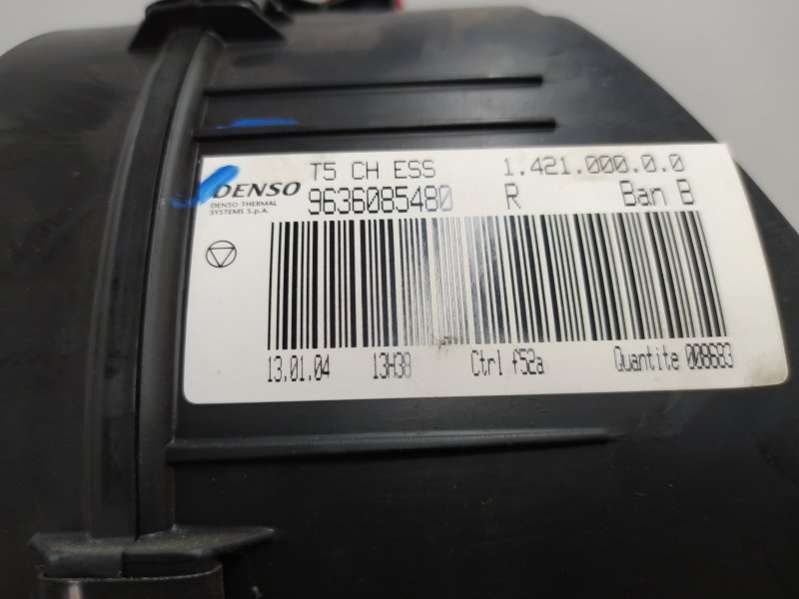 T5 CH ESS 1.421.000.0.0
DENSO 9636085480 R Ban B
DENSO THERMAL
SYSTEMS S.p.A.
13.01.04 13H38 Ctrl f52a Quantite 008683